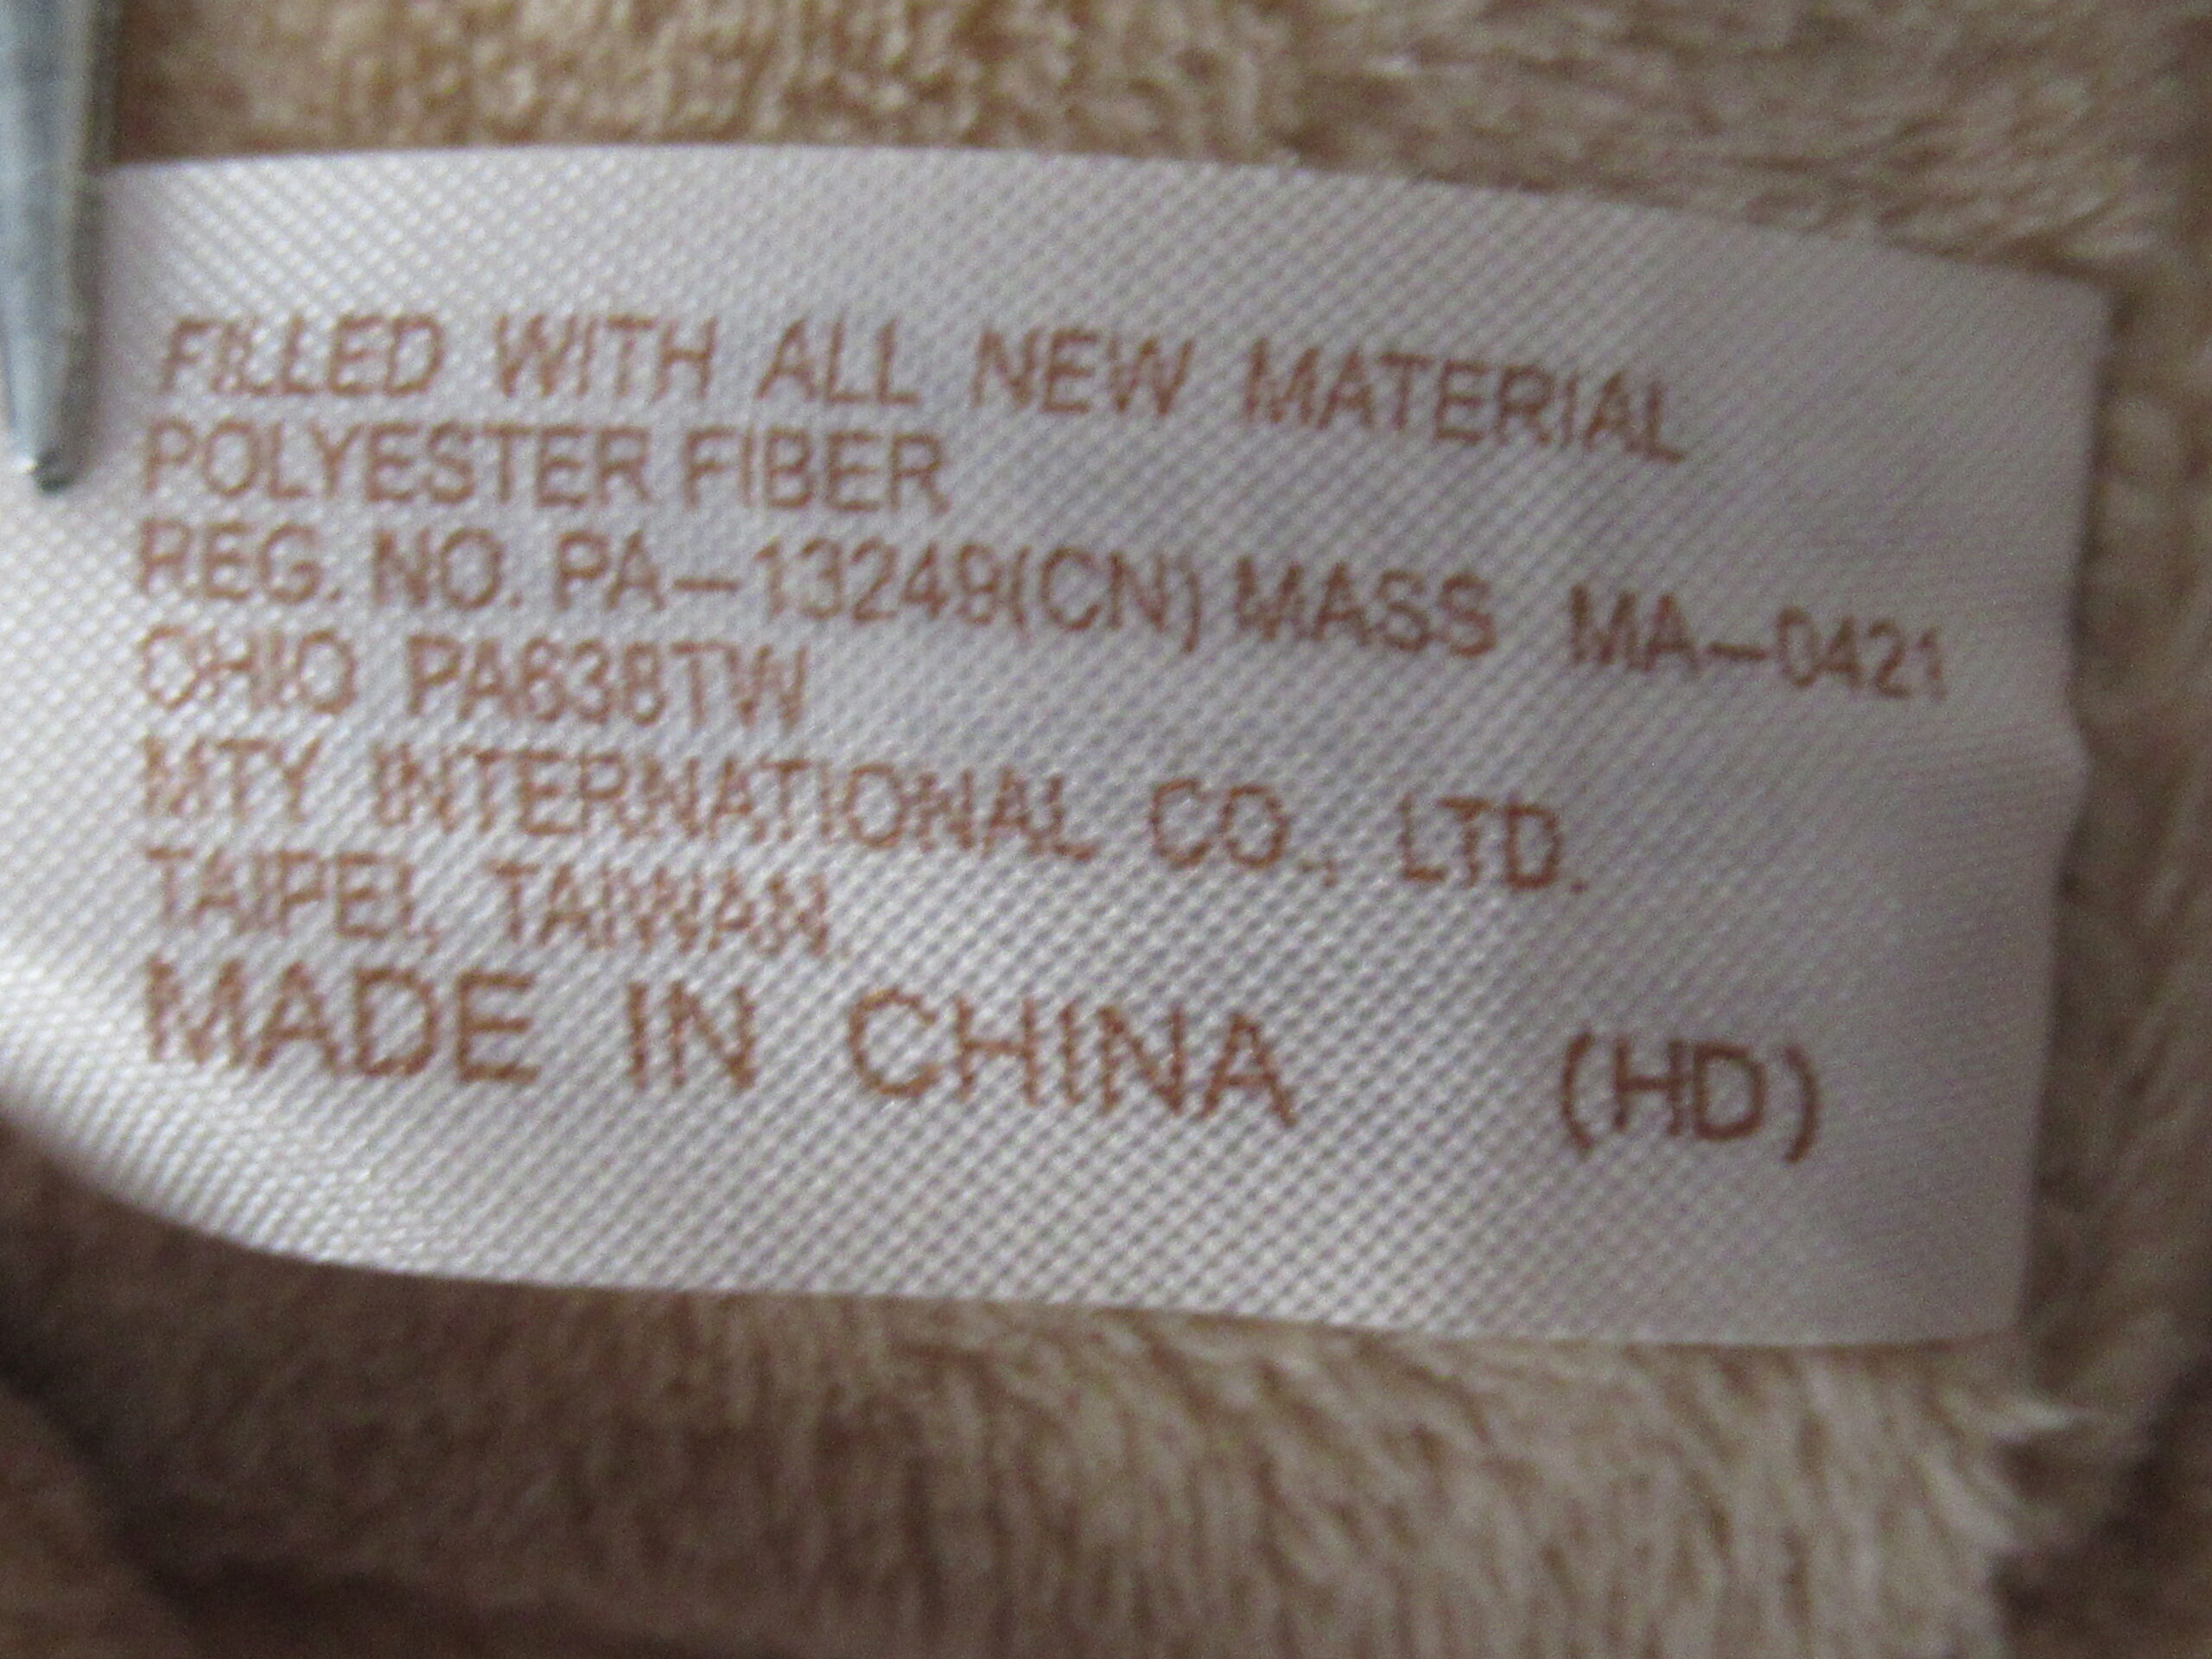 FILLED WITH ALL NEW MATERIAL
POLYESTER FIBER
REG. NO. PA-13249(CN) MASS MA-0421
OHIO PA638TW
MTY INTERNATIONAL CO., LTD.
TAIPEI, TAIWAN.
MADE IN CHINA (HD)